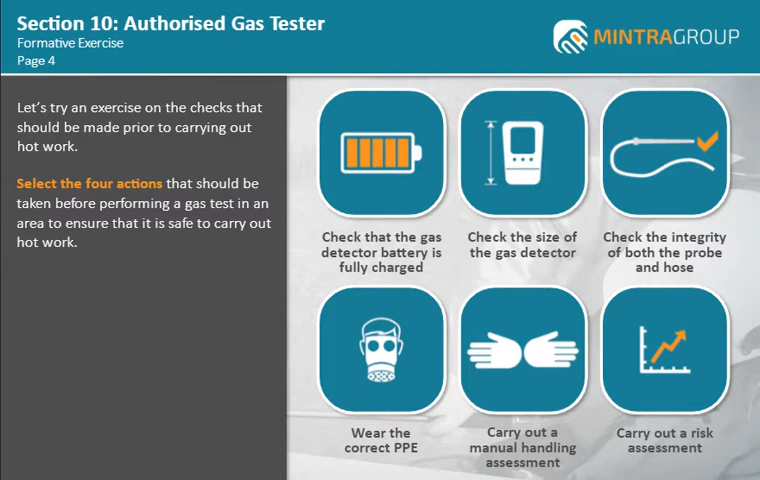 Section 10: Authorised Gas Tester
Formative Exercise
Page 4
MINTRAGROUP
Let's try an exercise on the checks that
should be made prior to carrying out
hot work.
Select the four actions that should be
taken before performing a gas test in an
area to ensure that it is safe to carry out
hot work.
Check that the gas
detector battery is
fully charged
Check the size of
the gas detector
Check the integrity
of both the probe
and hose
Wear the
correct PPE
Carry out a
manual handling
assessment
Carry out a risk
assessment